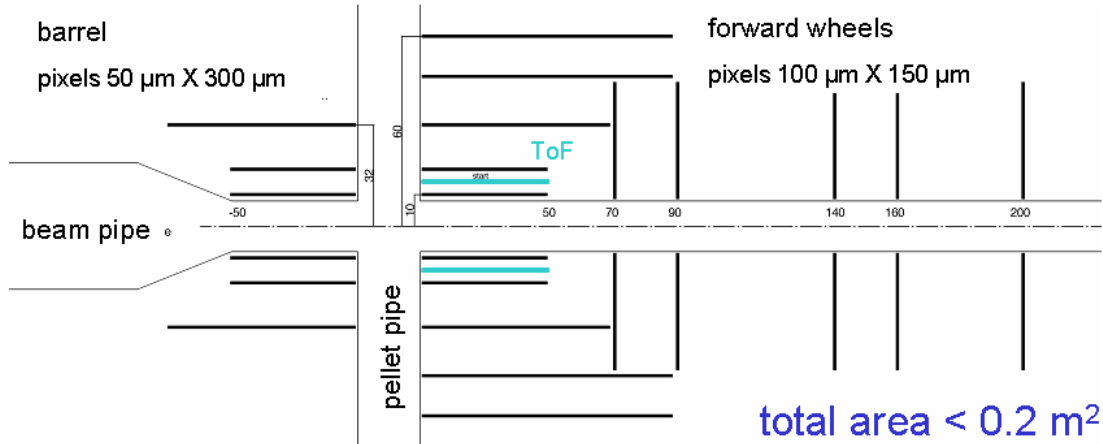 barrel
pixels 50 µm X 300 µm
forward wheels
pixels 100 µm X 150 µm
60
32
10
ToF
start
-50
50
70
90
140
160
200
beam pipe e
pellet pipe
total area < 0.2 m²